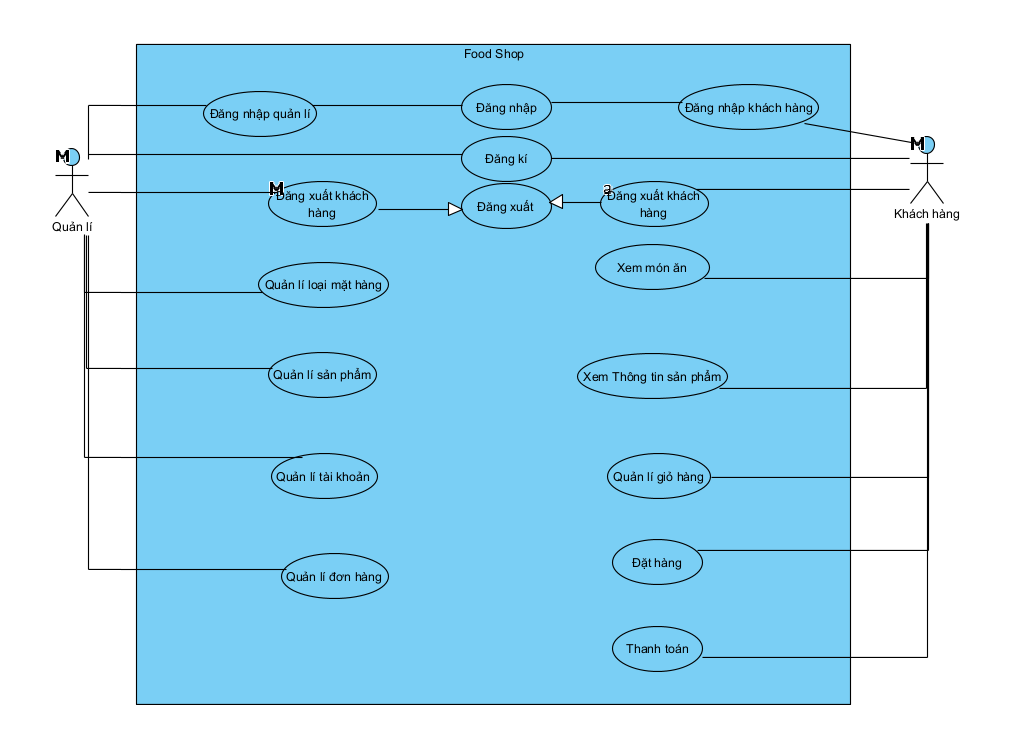 Food Shop
Đăng nhập quản lí
Đăng nhập
Đăng nhập khách hàng
M
M
Đăng kí
M
Đăng xuất khách
hàng
Đăng xuất
a
Đăng xuất khách
hàng
Quản lí
Khách hàng
Xem món ăn
Quản lí loại mặt hàng
Quản lí sản phẩm
Xem Thông tin sản phẩm
Quản lí tài khoản
Quản lí giỏ hàng
Quản lí đơn hàng
Đặt hàng
Thanh toán